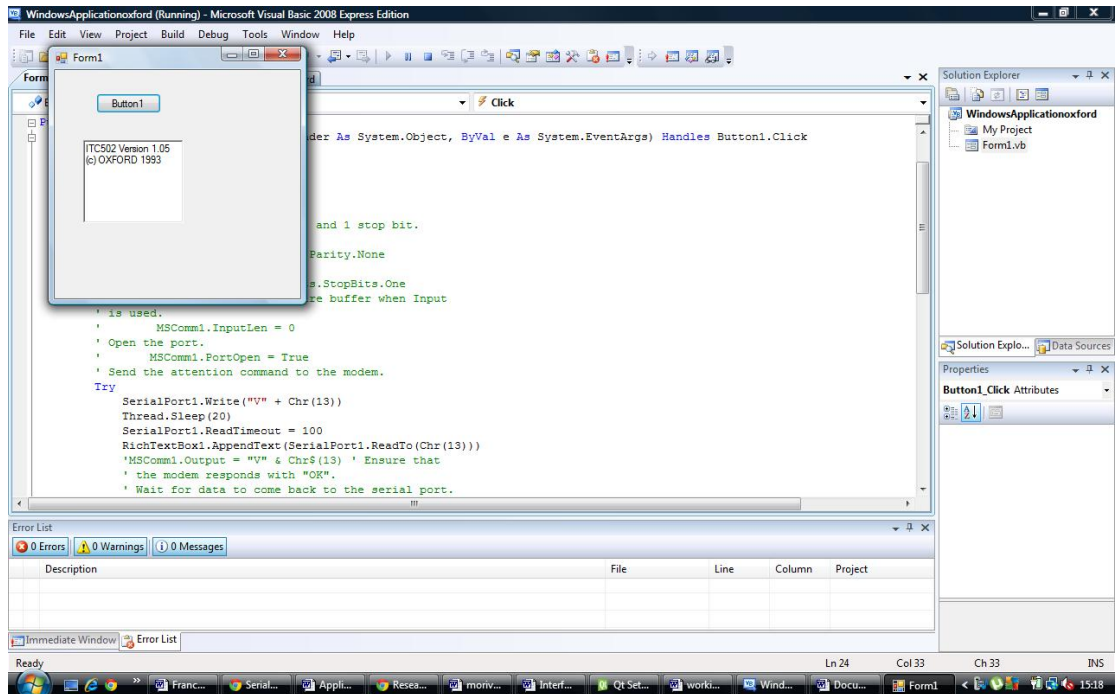 WindowsApplicationoxford (Running) - Microsoft Visual Basic 2008 Express Edition
File Edit View Project Build Debug Tools Window Help
Form1
Form
Button1
ITC502 Version 1.05
(c) OXFORD 1993
Click
der As System.Object, ByVal e As System.EventArgs) Handles Button1.Click
and 1 stop bit.
Parity.None
s.StopBits.One
re buffer when Input
' is used.
' MSComm1.InputLen = 0
' Open the port.
' MSComm1.PortOpen = True
' Send the attention command to the modem.
Try
SerialPort1.Write("V" + Chr(13))
Thread.Sleep(20)
SerialPort1.ReadTimeout = 100
RichTextBox1.AppendText(SerialPort1.ReadTo(Chr(13)))
'MSComm1.Output = "V" & Chr$(13) ' Ensure that
' the modem responds with "OK".
' Wait for data to come back to the serial port.
Solution Explorer
WindowsApplicationoxford
My Project
Form1.vb
Solution Explo... Data Sources
Properties
Button1_Click Attributes
Error List
0 Errors 0 Warnings 0 Messages
Description File Line Column Project
Immediate Window Error List
Ready Ln 24 Col 33 Ch 33 INS
Franc... Serial... Appli... Resea... moriv... Interf... Qt Set... worki... Wind... Docu... Form1 15:18